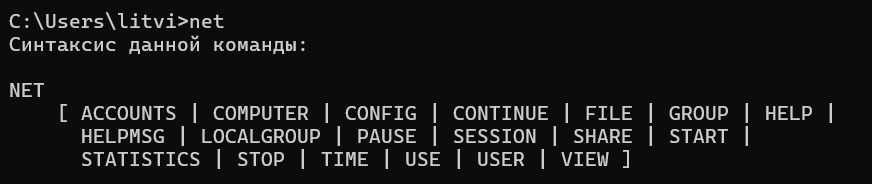 C:\Users\litvi>net
Синтаксис данной команды:
NET
[ ACCOUNTS | COMPUTER | CONFIG | CONTINUE | FILE | GROUP | HELP |
HELPMSG | LOCALGROUP | PAUSE | SESSION | SHARE | START |
STATISTICS | STOP | TIME | USE | USER | VIEW ]